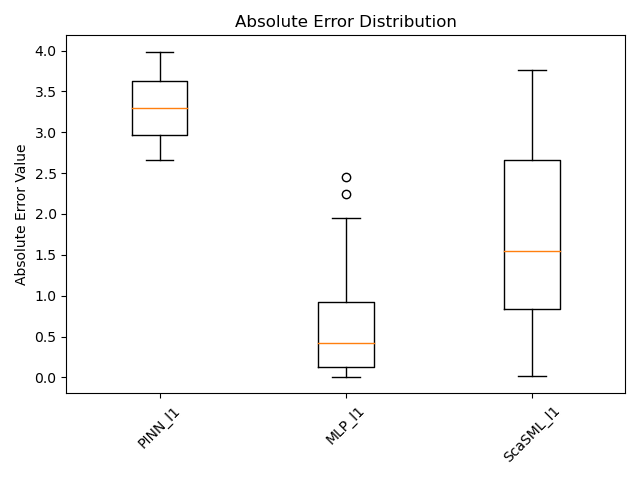 Absolute Error Distribution
Absolute Error Value
4.0
3.5
3.0
2.5
2.0
1.5
1.0
0.5
0.0
PINN_l1
MLP_l1
ScaSML_l1